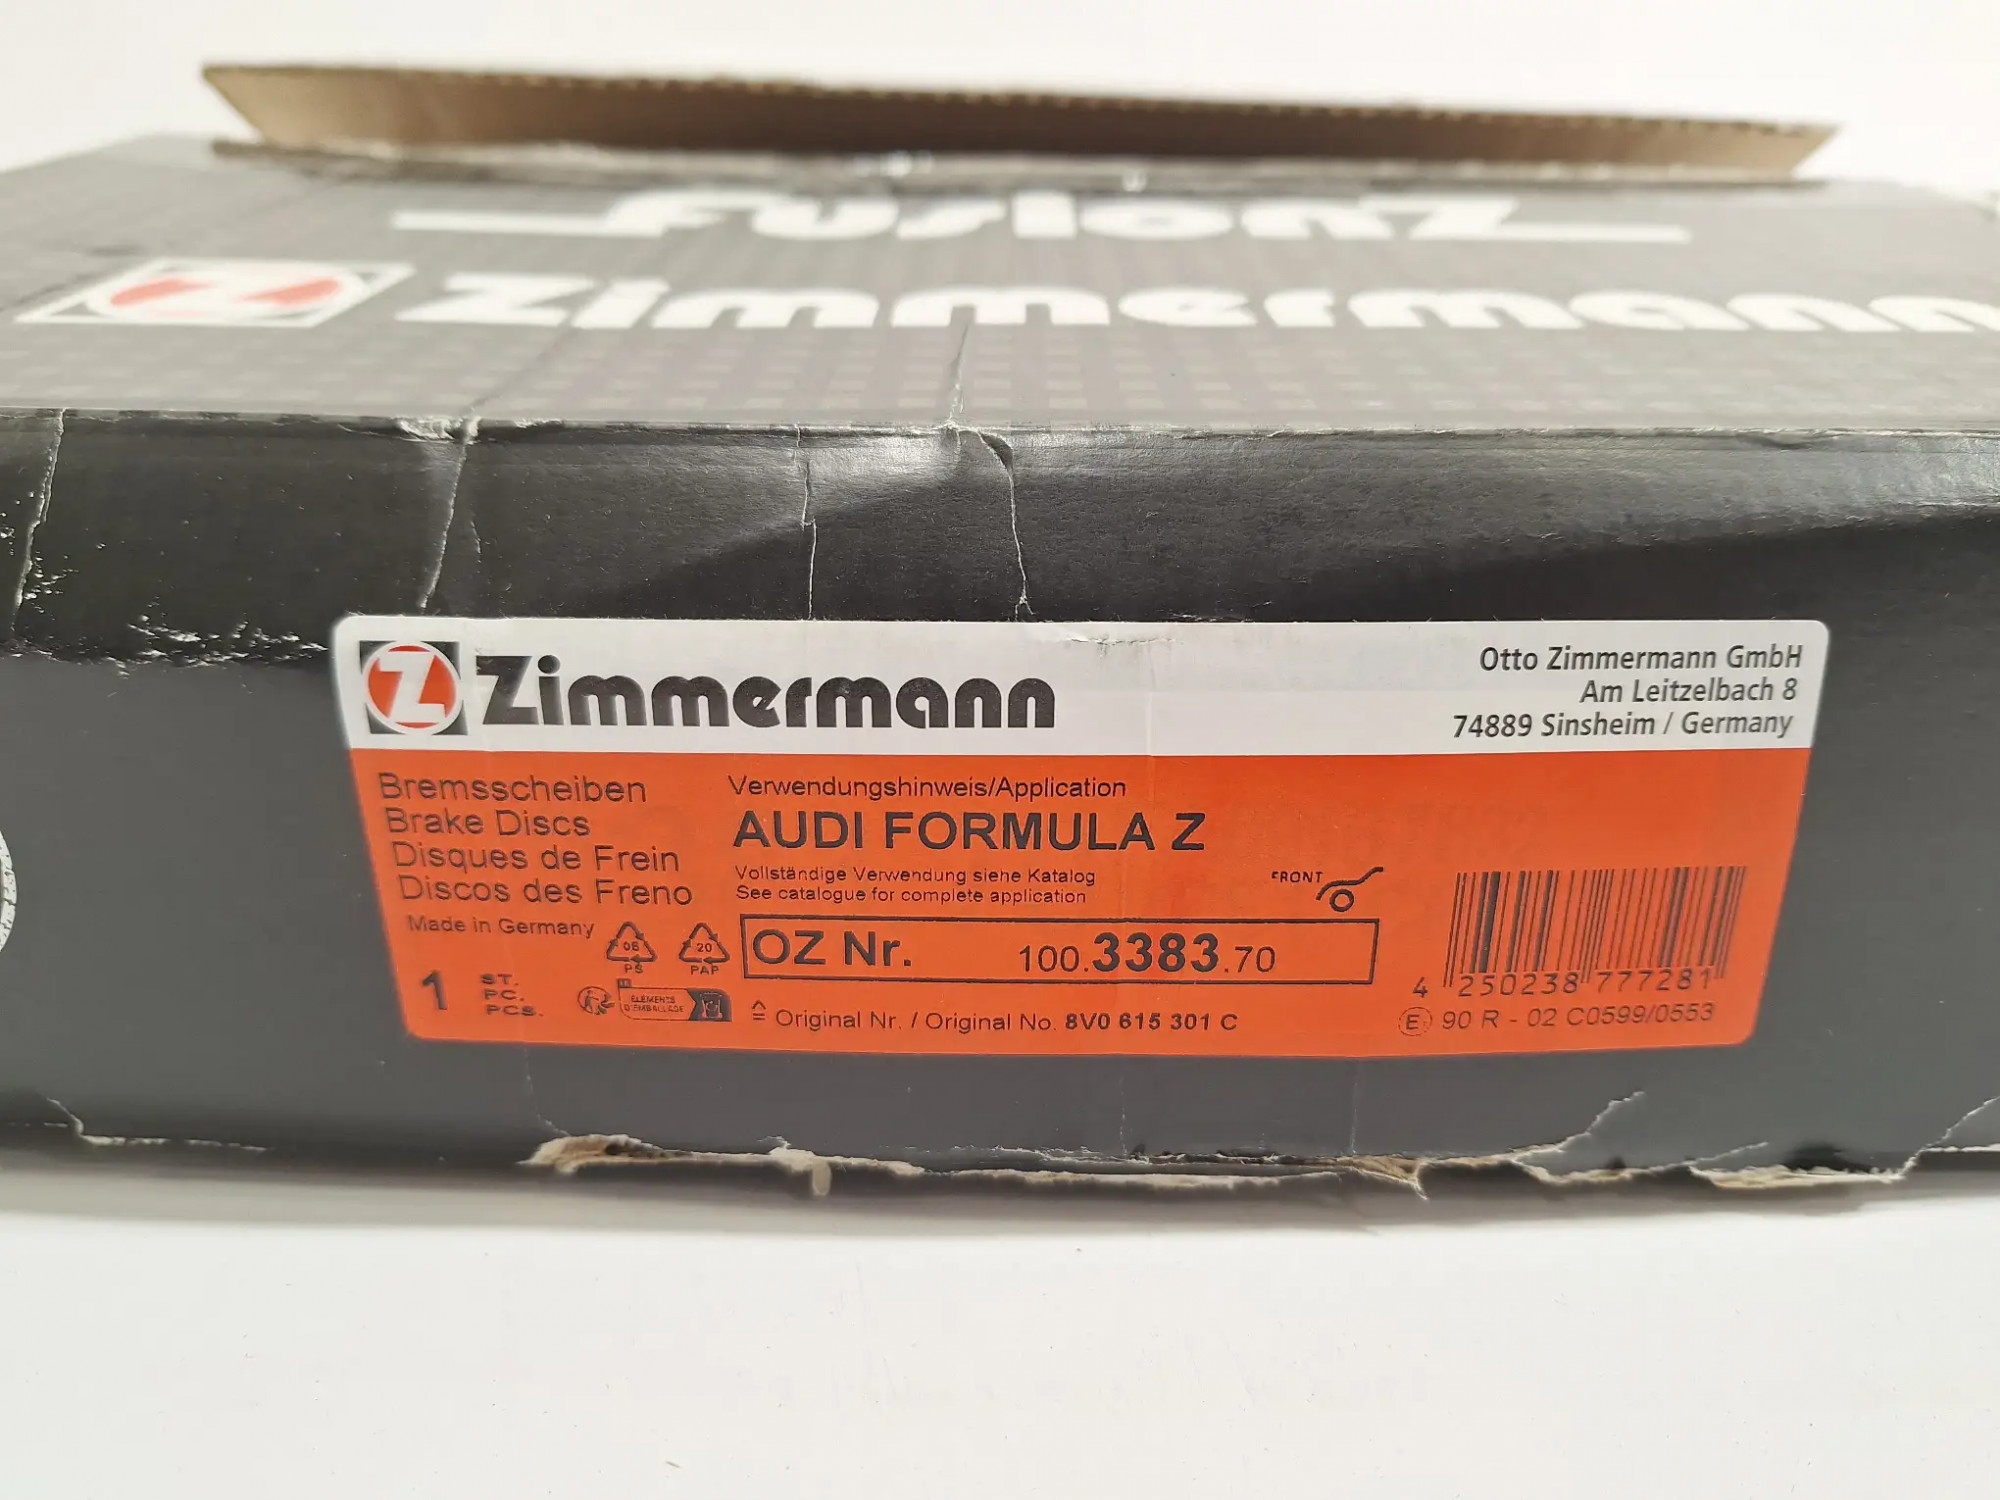 FusionZ
Zimmermann
Z Zimmermann
Otto Zimmermann GmbH
Am Leitzelbach 8
74889 Sinsheim / Germany
Bremsscheiben
Brake Discs
Disques de Frein
Discos des Freno
Made in Germany
06
PS
20
PAP
1
ST.
PC.
PCS.
ELEMENTS
D'EMBALLAGE
Verwendungshinweis/Application
AUDI FORMULA Z
Vollständige Verwendung siehe Katalog
See catalogue for complete application
FRONT
OZ Nr. 100.3383.70
≙ Original Nr. / Original No. 8V0 615 301 C
4 250238 777281
E1 90 R - 02 C0599/0553